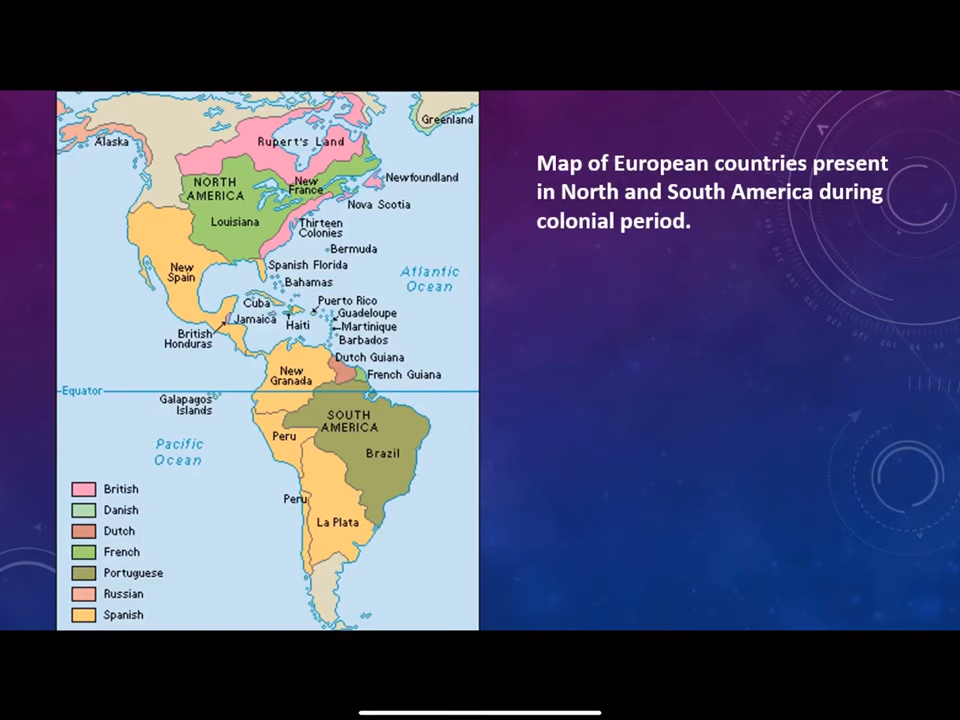 Map of European countries present
in North and South America during
colonial period.
Greenland
Alaska
Rupert's Land
NORTH
AMERICA
New
France
Newfoundland
Nova Scotia
Louisiana
Thirteen
Colonies
Bermuda
New
Spain
Spanish Florida
Atlantic
Ocean
Bahamas
Cuba
Puerto Rico
Jamaica
Haiti
Guadeloupe
Martinique
Barbados
British
Honduras
Dutch Guiana
New
Granada
French Guiana
Equator
Galapagos
Islands
SOUTH
AMERICA
Peru
Pacific
Ocean
Brazil
Peru
La Plata
British
Danish
Dutch
French
Portuguese
Russian
Spanish